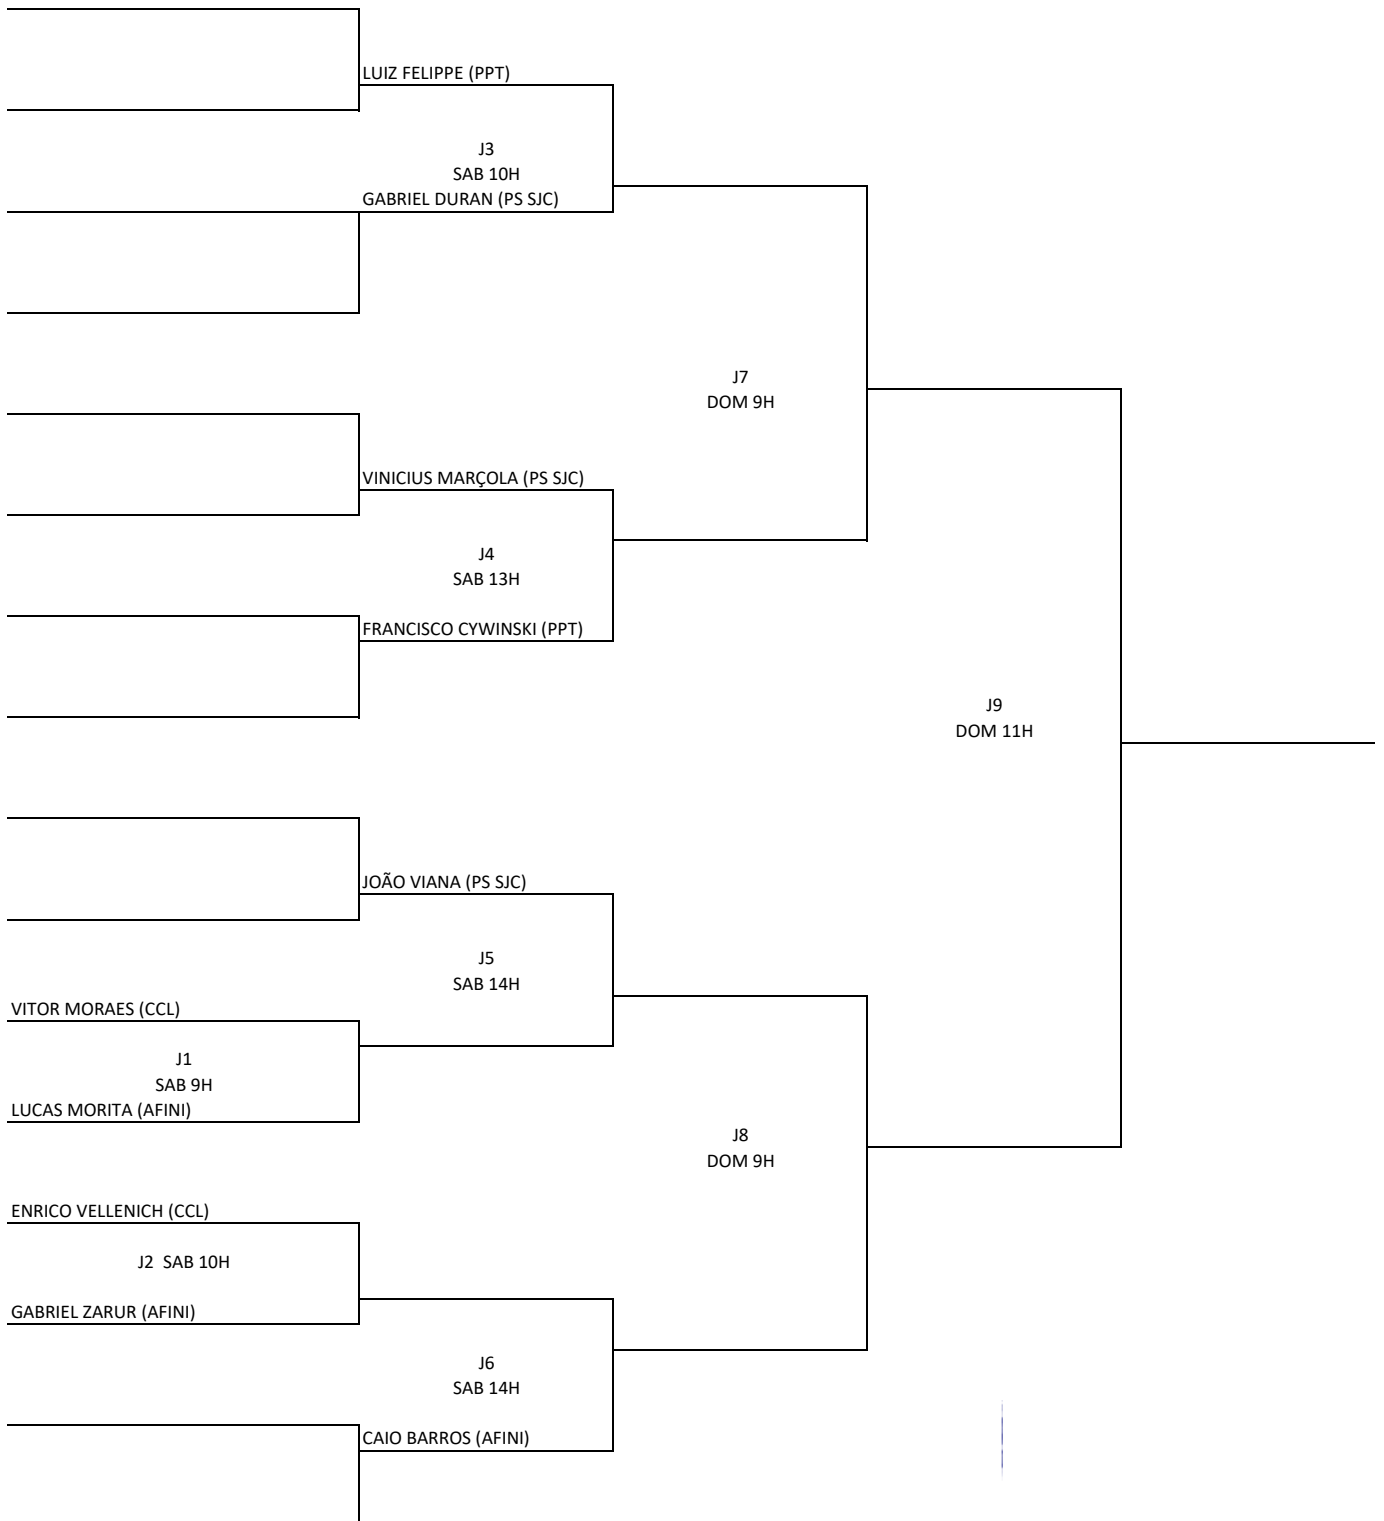 LUIZ FELIPPE (PPT)
J3
SAB 10H
GABRIEL DURAN (PS SJC)
J7
DOM 9H
VINICIUS MARÇOLA (PS SJC)
J4
SAB 13H
FRANCISCO CYWINSKI (PPT)
J9
DOM 11H
JOÃO VIANA (PS SJC)
J5
SAB 14H
VITOR MORAES (CCL)
J1
SAB 9H
LUCAS MORITA (AFINI)
J8
DOM 9H
ENRICO VELLENICH (CCL)
J2 SAB 10H
GABRIEL ZARUR (AFINI)
J6
SAB 14H
CAIO BARROS (AFINI)